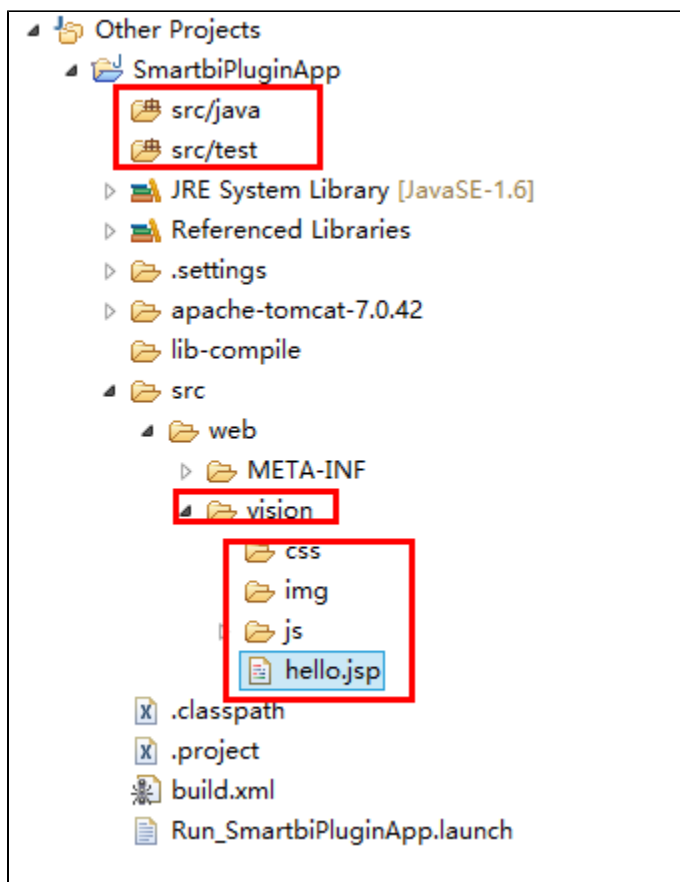 Other Projects
SmartbiPluginApp
src/java
src/test
JRE System Library [JavaSE-1.6]
Referenced Libraries
.settings
apache-tomcat-7.0.42
lib-compile
src
web
META-INF
vision
css
img
js
hello.jsp
.classpath
.project
build.xml
Run_SmartbiPluginApp.launch